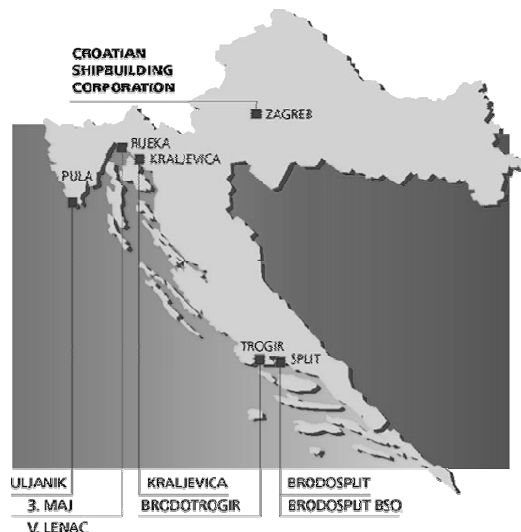 CROATIAN
SHIPBUILDING
CORPORATION
ZAGREB
RIJEKA
KRALJEVICA
PULA
TROGIR
SPLIT
ULJANIK
KRALJEVICA
BRODOSPLIT
3. MAJ
BRODOTROGIR
BRODOSPLIT BSO
V. LENAC